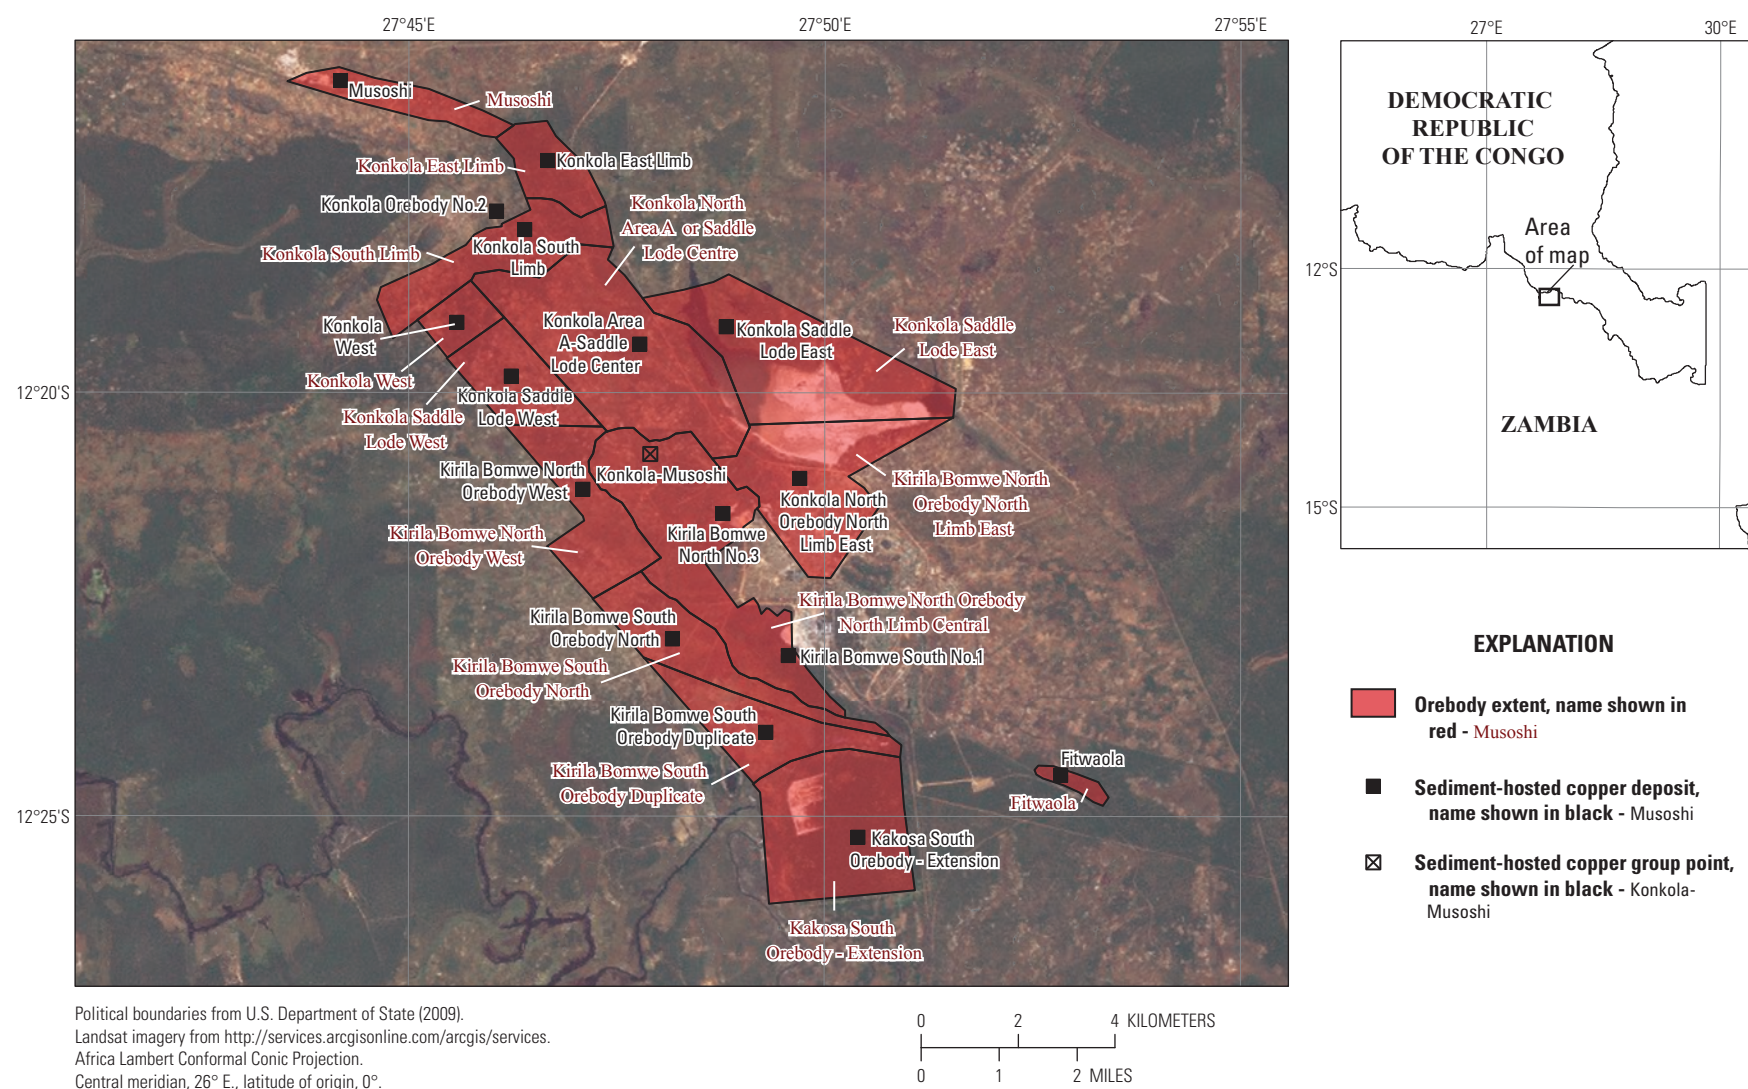 27°45'E
27°50'E
27°55'E
12°20'S
12°25'S
Musoshi
Musoshi
Konkola East Limb
Konkola East Limb
Konkola Orebody No.2
Konkola North
Area A or Saddle
Lode Centre
Konkola South Limb
Konkola South
Limb
Konkola
West
Konkola Area
A-Saddle
Lode Center
Konkola Saddle
Lode East
Konkola Saddle
Lode East
Konkola West
Konkola Saddle
Lode West
Konkola Saddle
Lode West
Kirila Bomwe North
Orebody West
Konkola-Musoshi
Konkola North
Orebody North
Limb East
Kirila Bomwe North
Orebody North
Limb East
Kirila Bomwe
North No.3
Kirila Bomwe North
Orebody West
Kirila Bomwe North Orebody
North Limb Central
Kirila Bomwe South
Orebody North
Kirila Bomwe South No.1
Kirila Bomwe South
Orebody North
Kirila Bomwe South
Orebody Duplicate
Kirila Bomwe South
Orebody Duplicate
Fitwaola
Fitwaola
Kakosa South
Orebody - Extension
Kakosa South
Orebody - Extension
27°E
30°E
12°S
15°S
DEMOCRATIC
REPUBLIC
OF THE CONGO
Area
of map
ZAMBIA
EXPLANATION
Orebody extent, name shown in
red - Musoshi
Sediment-hosted copper deposit,
name shown in black - Musoshi
Sediment-hosted copper group point,
name shown in black - Konkola-
Musoshi
Political boundaries from U.S. Department of State (2009).
Landsat imagery from http://services.arcgisonline.com/arcgis/services.
Africa Lambert Conformal Conic Projection.
Central meridian, 26° E., latitude of origin, 0°.
0 2 4 KILOMETERS
0 1 2 MILES